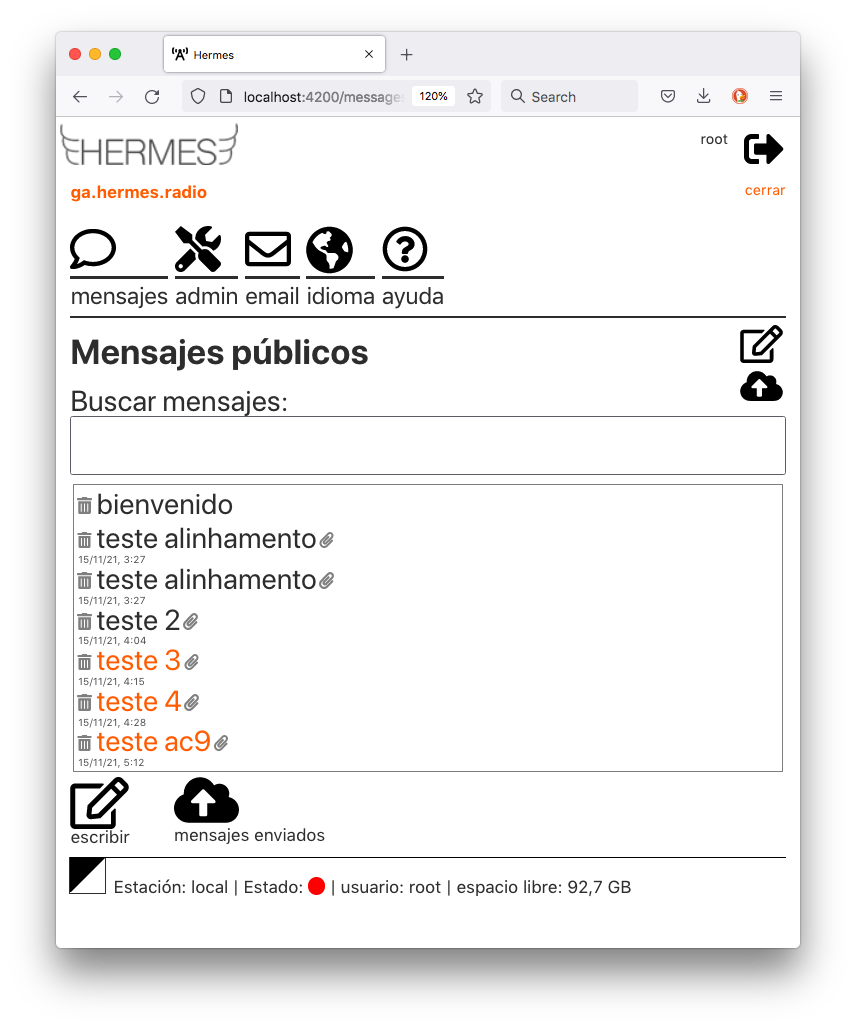 Hermes
localhost:4200/messages
120%
Search
HERMES
root
ga.hermes.radio
cerrar
mensajes admin email idioma ayuda
Mensajes públicos
Buscar mensajes:
bienvenido
teste alinhamento
15/11/21, 3:27
teste alinhamento
15/11/21, 3:27
teste 2
15/11/21, 4:04
teste 3
15/11/21, 4:15
teste 4
15/11/21, 4:28
teste ac9
15/11/21, 5:12
escribir
mensajes enviados
Estación: local | Estado: | usuario: root | espacio libre: 92,7 GB